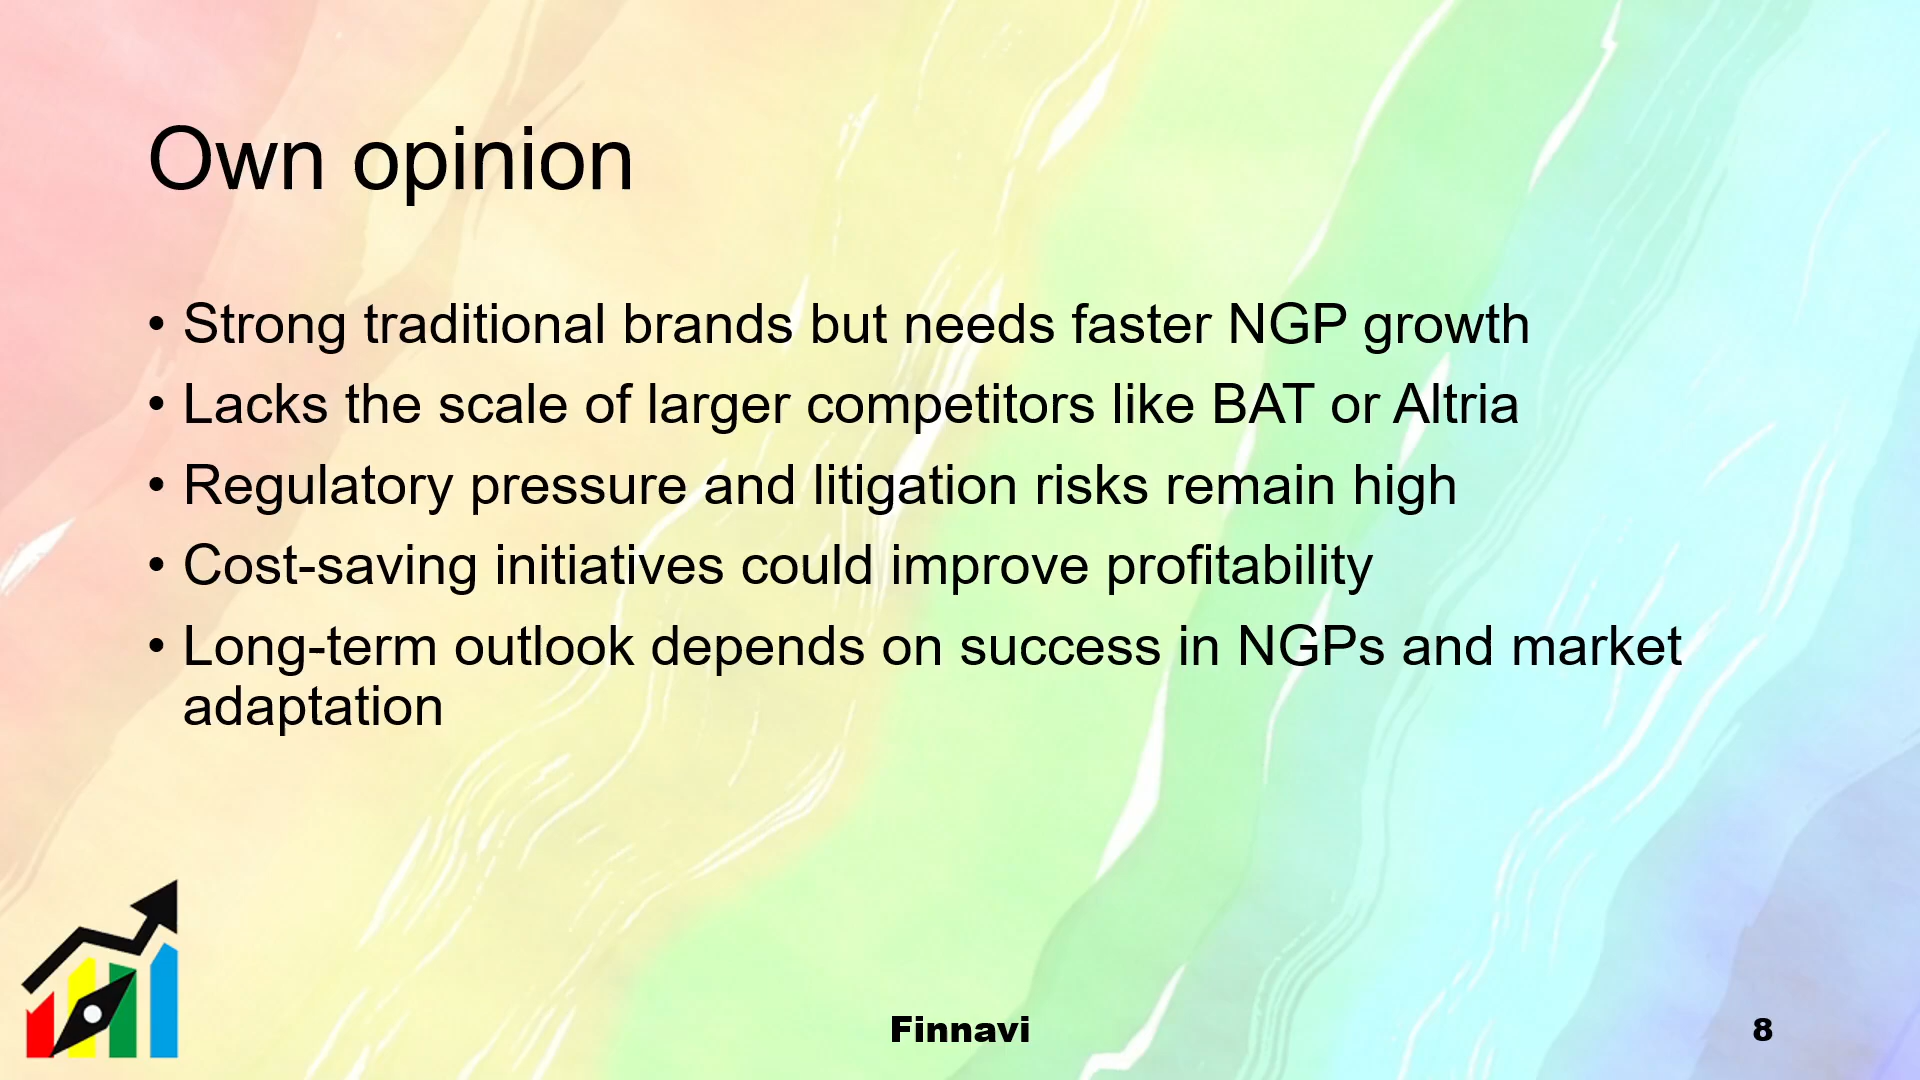 Own opinion
• Strong traditional brands but needs faster NGP growth
• Lacks the scale of larger competitors like BAT or Altria
• Regulatory pressure and litigation risks remain high
• Cost-saving initiatives could improve profitability
• Long-term outlook depends on success in NGPs and market
adaptation
Finnavi
8